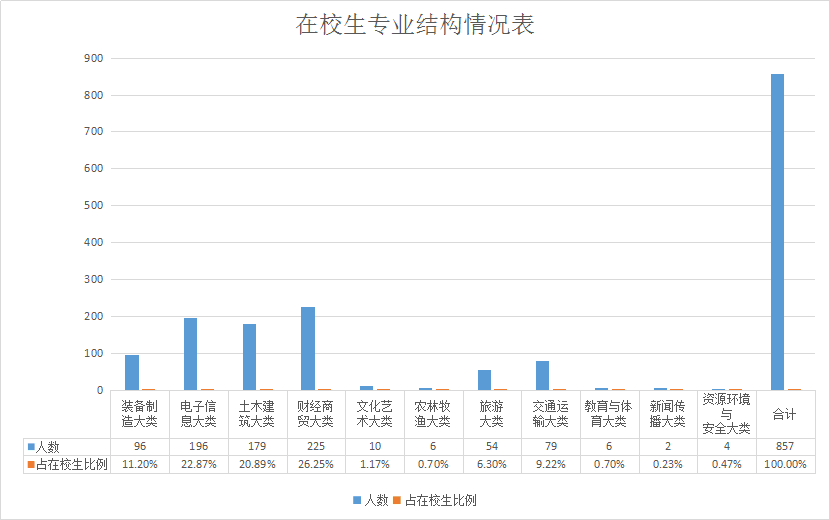 在校生专业结构情况表
900
800
700
600
500
400
300
200
100
0
装备制造大类 电子信息大类 土木建筑大类 财经商贸大类 文化艺术大类 农林牧渔大类 旅游大类 交通运输大类 教育与体育大类 新闻传播大类 资源环境与安全大类 合计
人数 96 196 179 225 10 6 54 79 6 2 4 857
占在校生比例 11.20% 22.87% 20.89% 26.25% 1.17% 0.70% 6.30% 9.22% 0.70% 0.23% 0.47% 100.00%
人数 占在校生比例